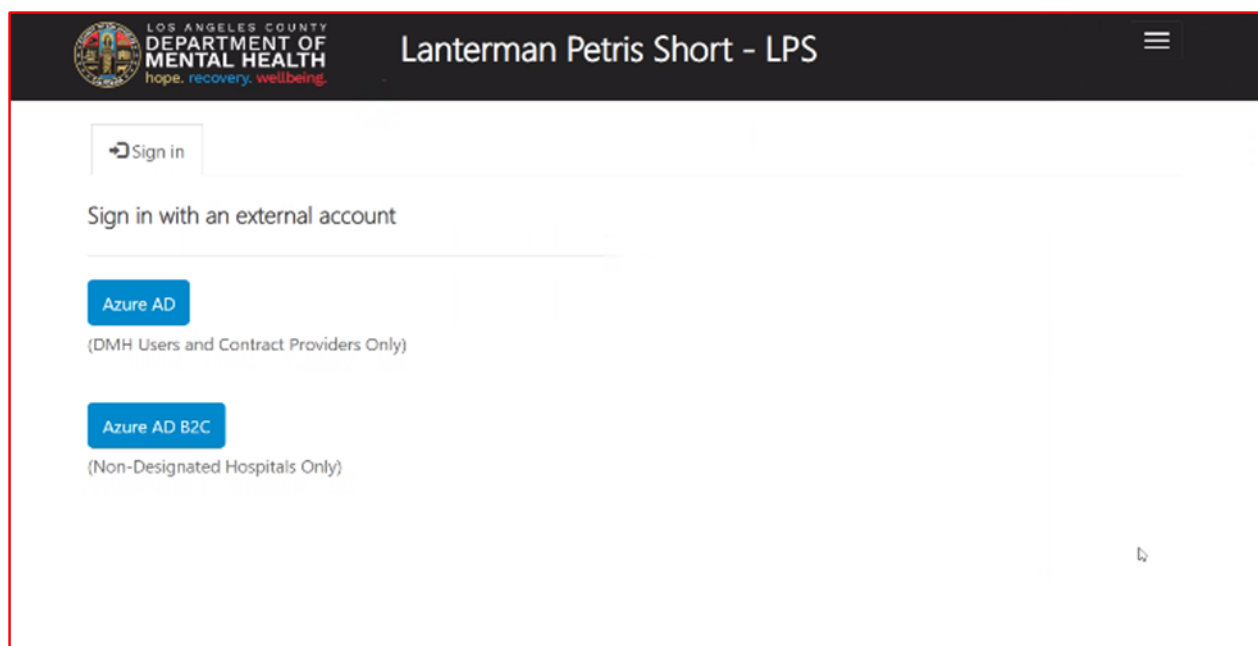 LOS ANGELES COUNTY
DEPARTMENT OF
MENTAL HEALTH
hope. recovery. wellbeing.
Lanterman Petris Short - LPS
Sign in
Sign in with an external account
Azure AD
(DMH Users and Contract Providers Only)
Azure AD B2C
(Non-Designated Hospitals Only)